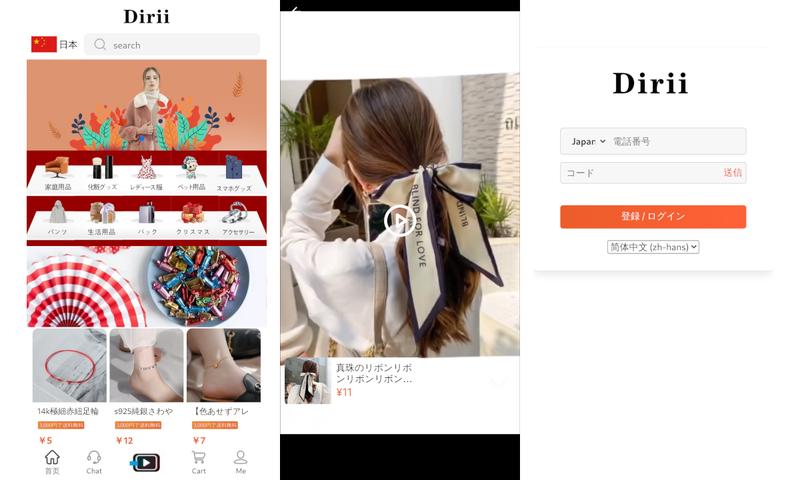 Dirii
日本
search
家庭用品
化粧グッズ
レディース服
ペット用品
スマホグッズ
パンツ
生活用品
バック
クリスマス
アクセサリー
14k極細赤紐足輪
s925純銀さわや
【色あせずアレ
3,000円で送料無料
3,000円で送料無料
3,000円で送料無料
¥5
¥12
¥7
首页
Chat
Cart
Me
BLIND FOR LOVE
BLIND
真珠のリボンリボ
ンリボンリボン...
¥11
Dirii
Japan
電話番号
コード
送信
登録 / ログイン
简体中文 (zh-hans)